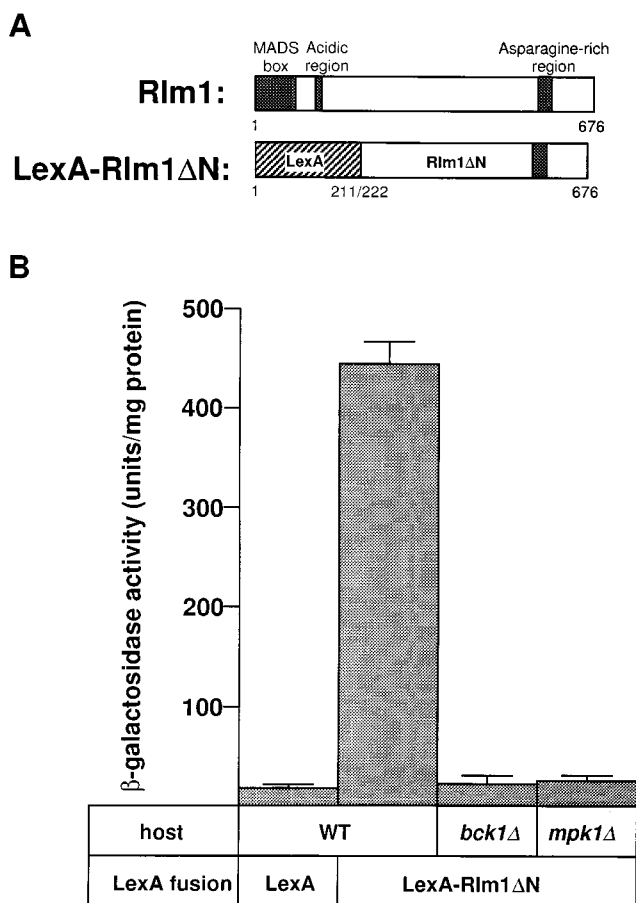 A
MADS box
Acidic region
Asparagine-rich region
Rlm1:
1
676
LexA-Rlm1ΔN:
LexA
Rlm1ΔN
1
211/222
676
B
β-galactosidase activity (units/mg protein)
500
400
300
200
100
host
WT
bck1Δ
mpk1Δ
LexA fusion
LexA
LexA-Rlm1ΔN